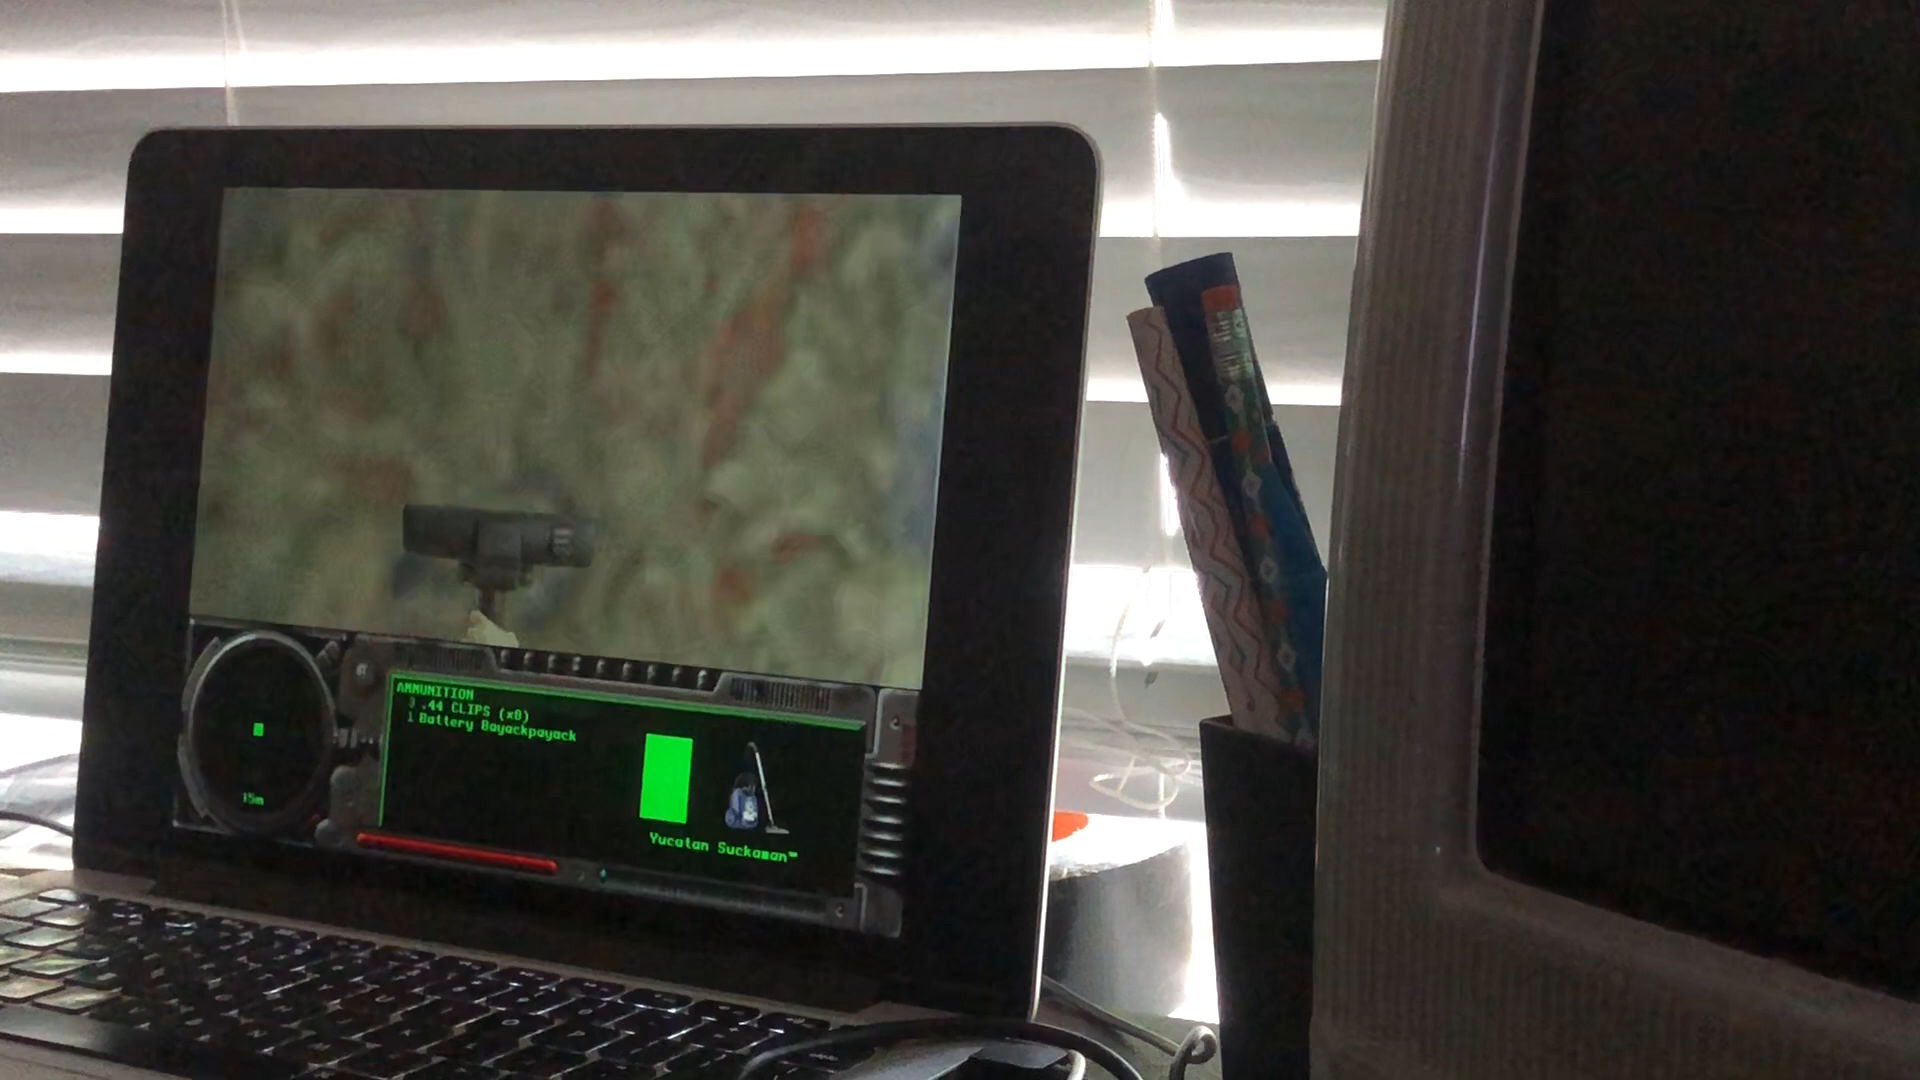 AMMUNITION
3 .44 CLIPS (x8)
1 Battery Bayackpayack
15m
Yucatan Suckaman™